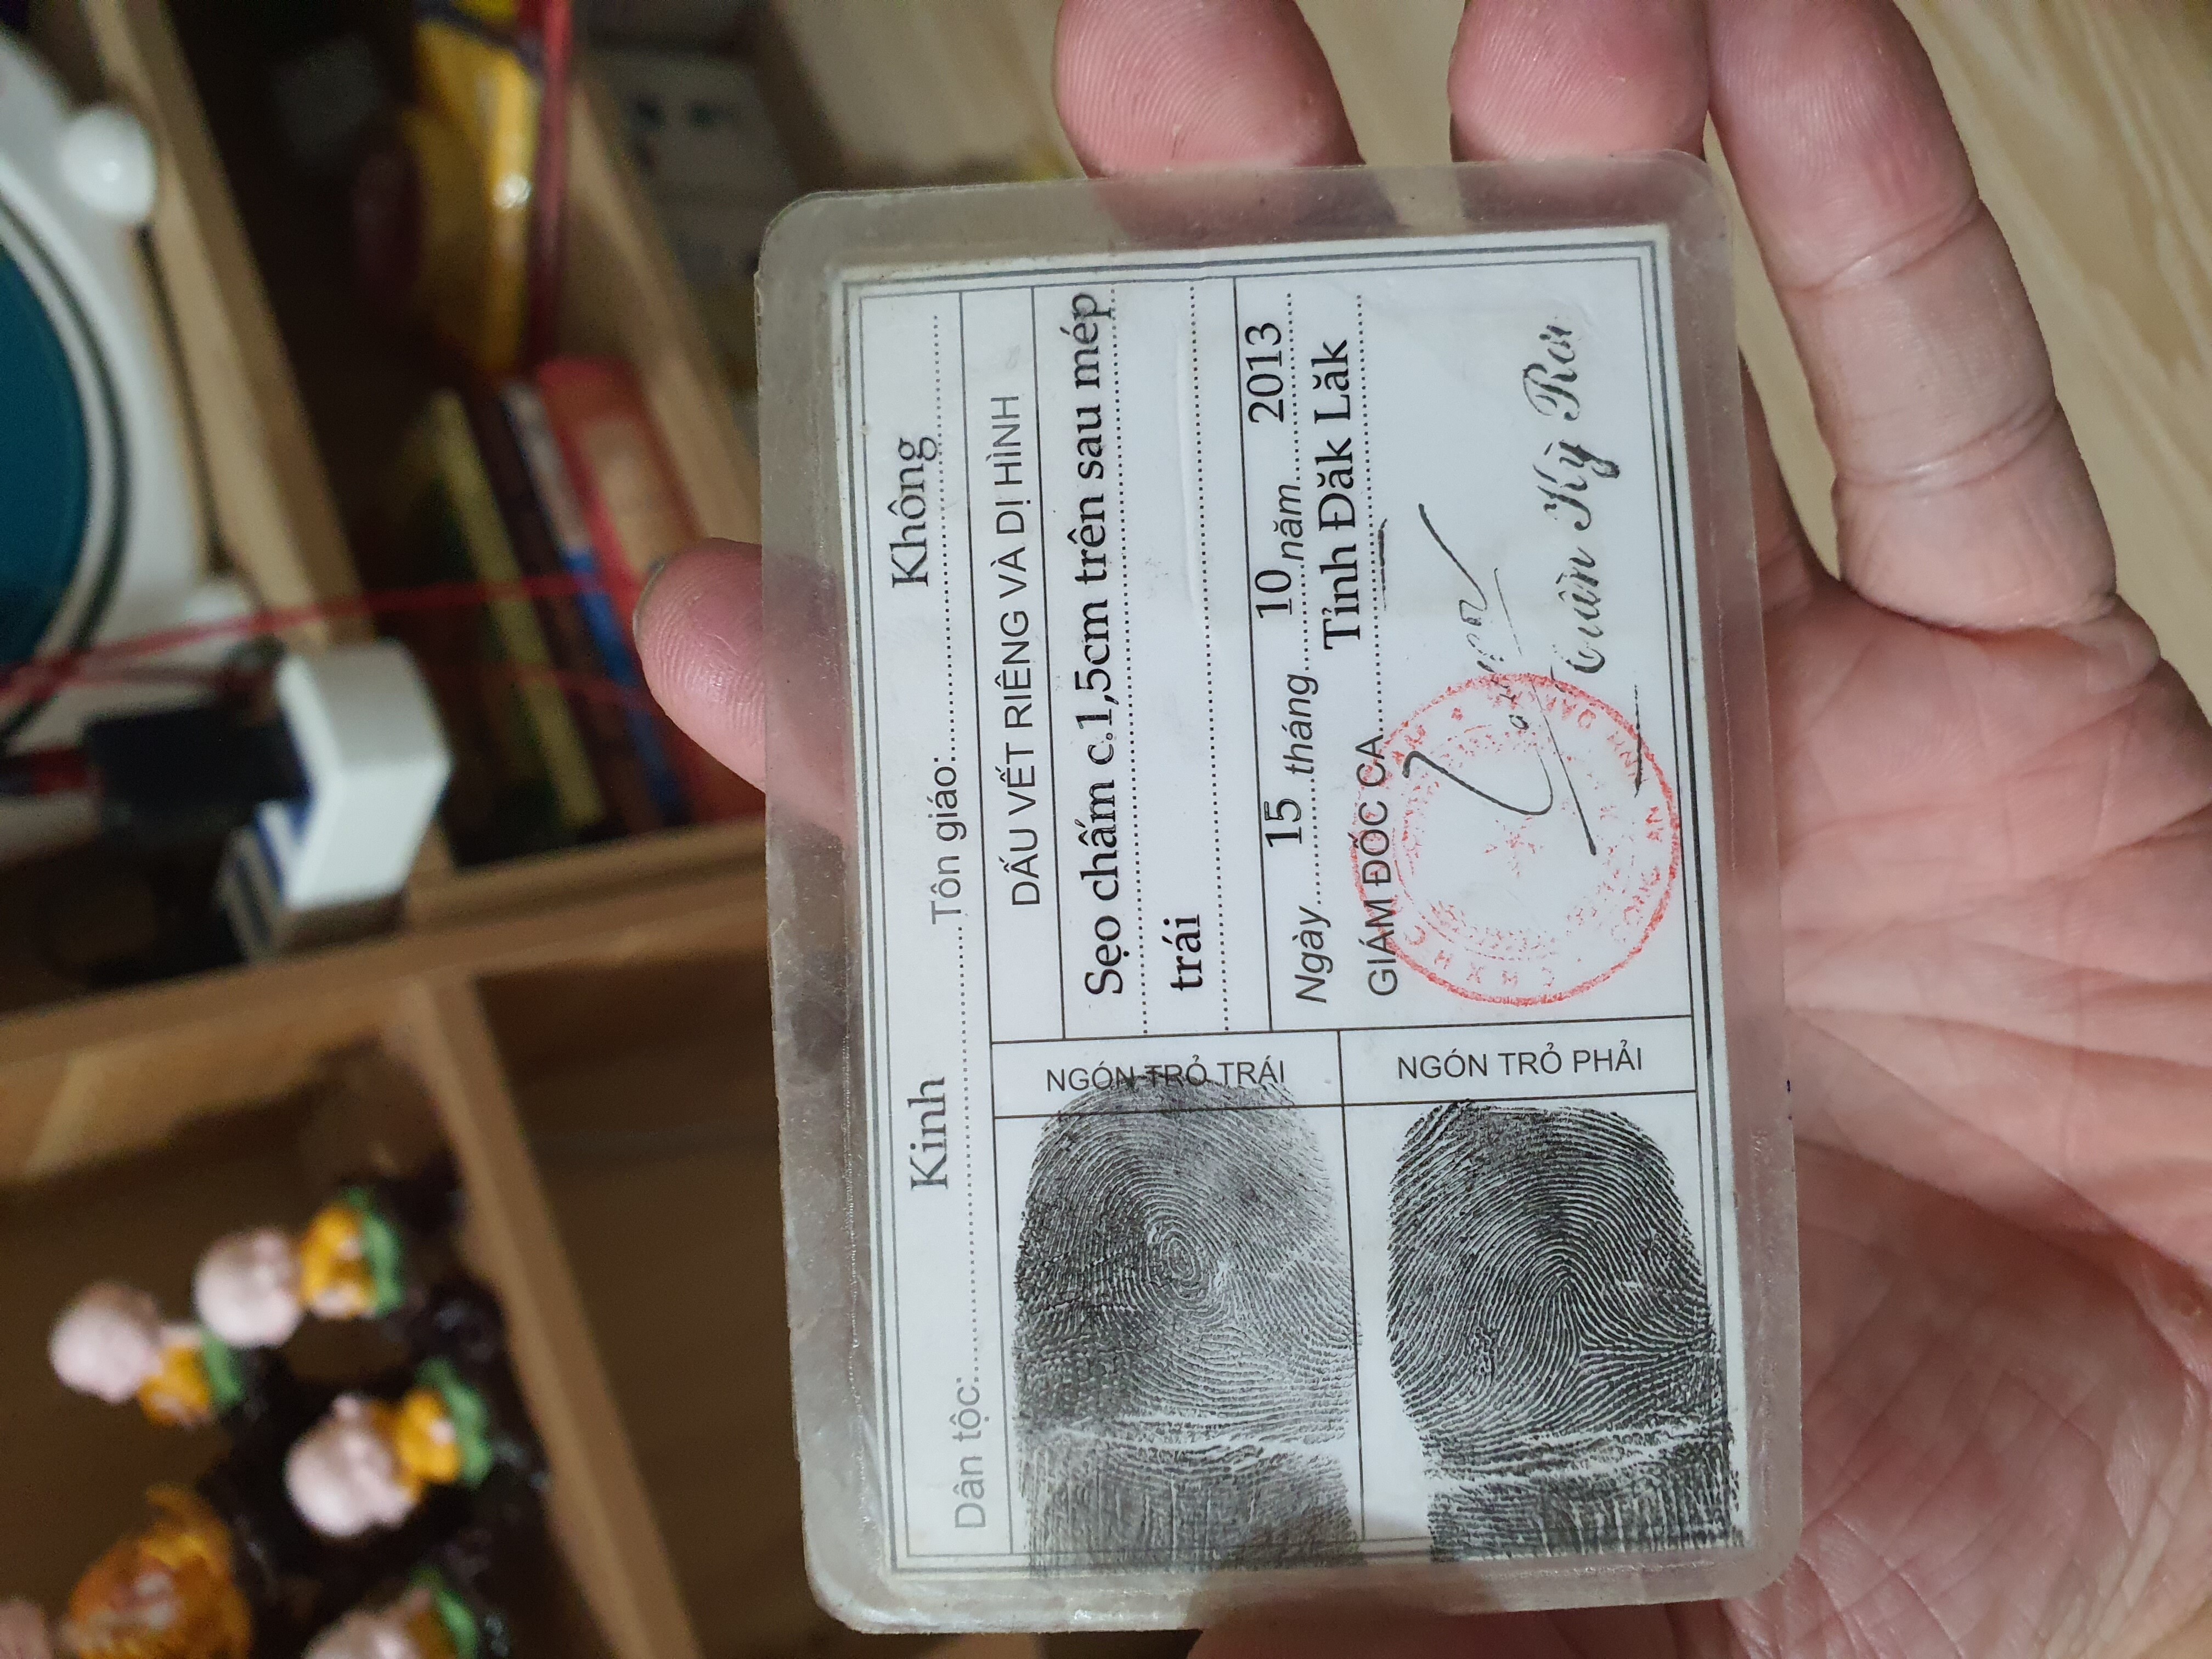 Dân tộc: Kinh Tôn giáo: Không
NGÓN TRỎ TRÁI
NGÓN TRỎ PHẢI
DẤU VẾT RIÊNG VÀ DỊ HÌNH
Sẹo chấm c.1,5cm trên sau mép
trái
Ngày 15 tháng 10 năm 2013
GIÁM ĐỐC CA Tỉnh Đăk Lăk
Kỳ